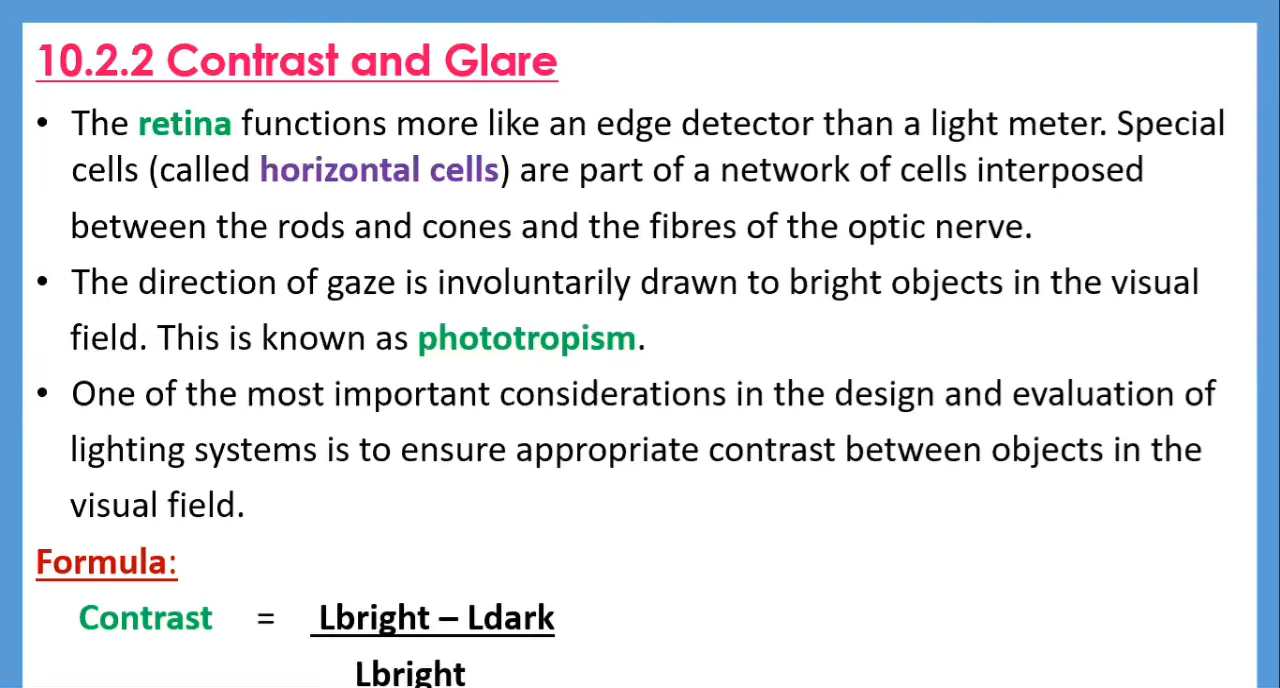 10.2.2 Contrast and Glare
• The retina functions more like an edge detector than a light meter. Special
cells (called horizontal cells) are part of a network of cells interposed
between the rods and cones and the fibres of the optic nerve.
• The direction of gaze is involuntarily drawn to bright objects in the visual
field. This is known as phototropism.
• One of the most important considerations in the design and evaluation of
lighting systems is to ensure appropriate contrast between objects in the
visual field.
Formula:
Contrast = Lbright – Ldark
Lbright